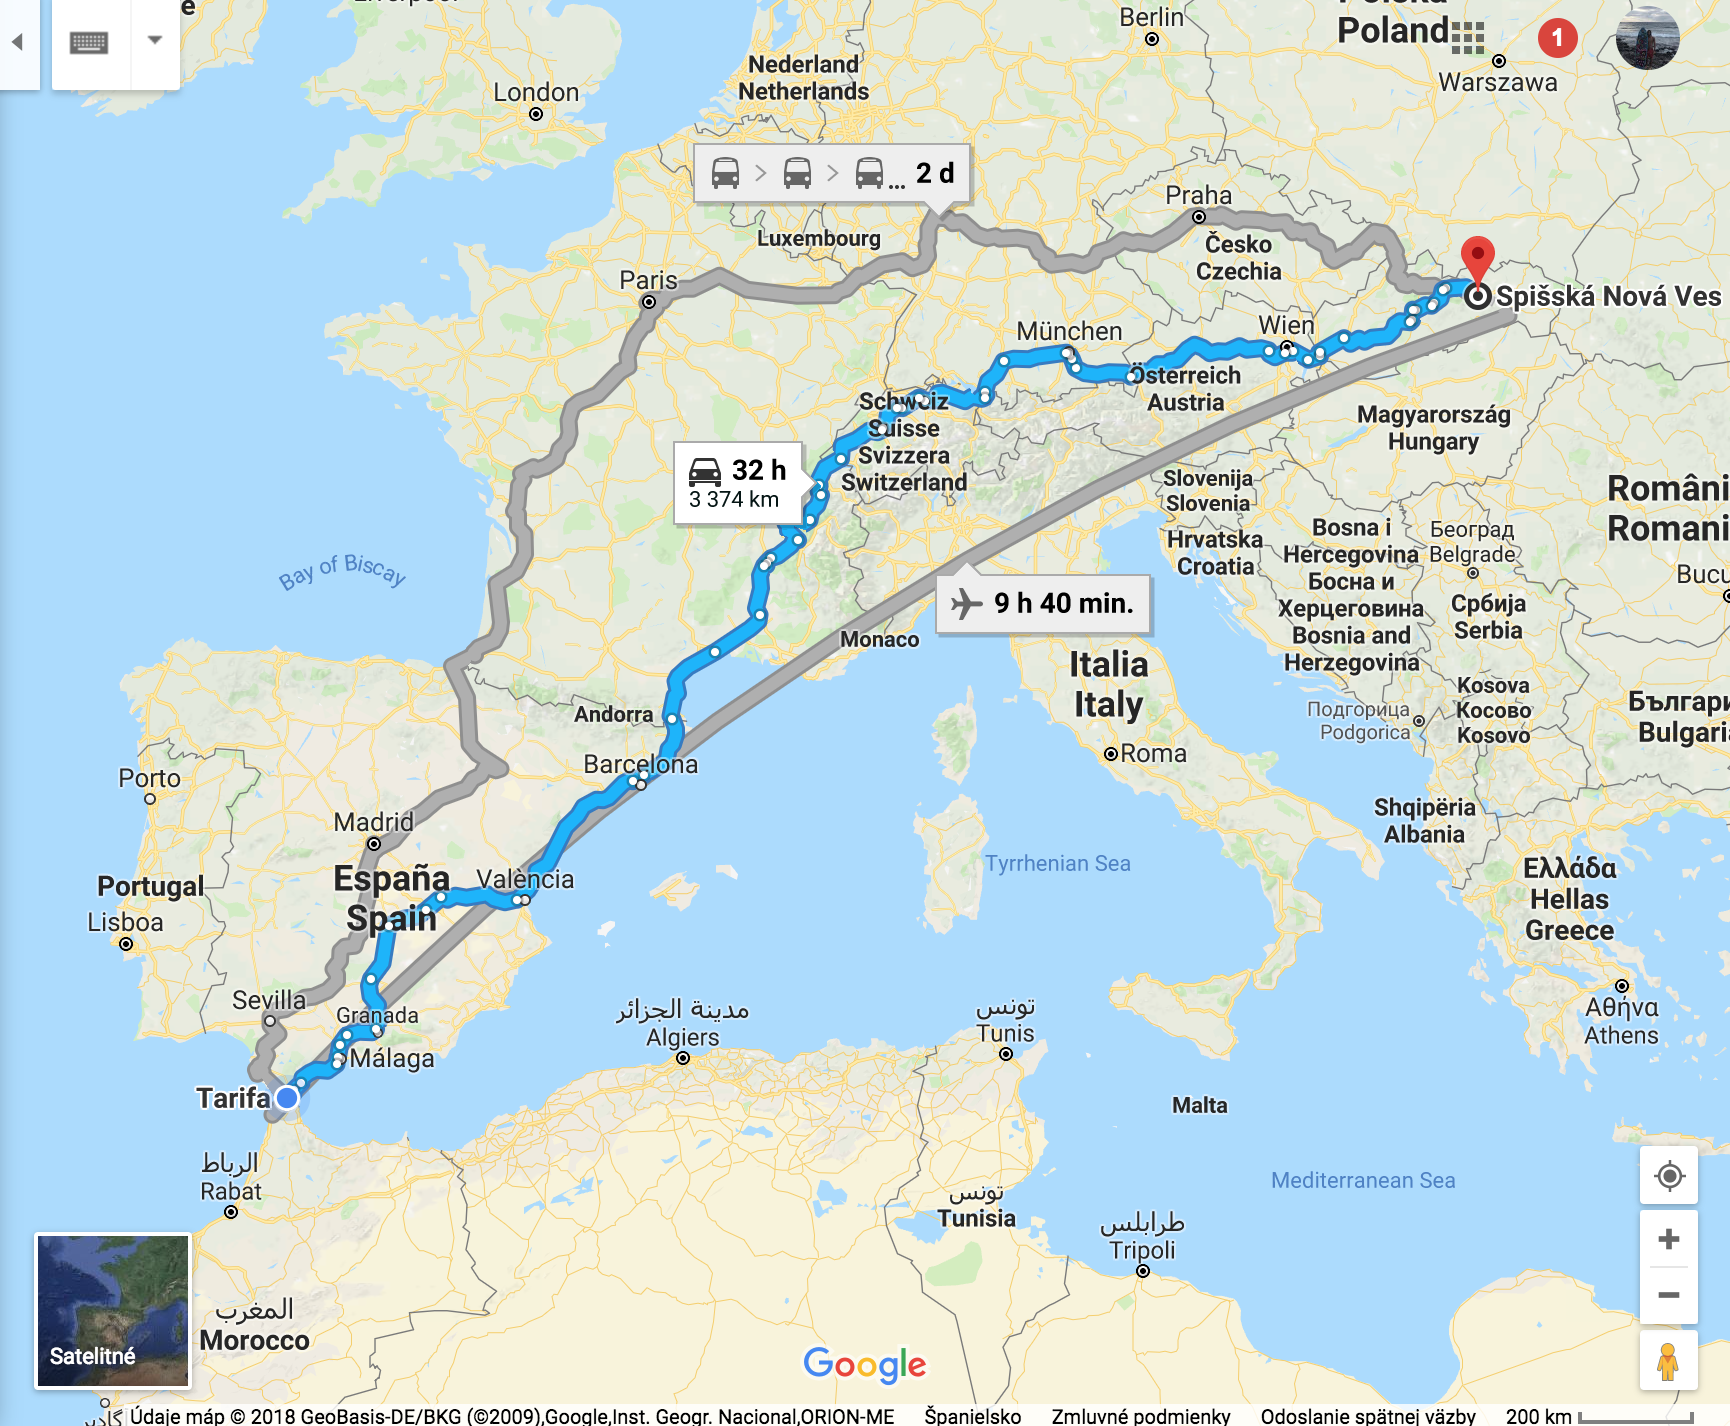 London
Nederland
Netherlands
Berlin
Poland
Warszawa
1
2 d
Luxembourg
Praha
Česko
Czechia
Paris
Spišská Nová Ves
München
Wien
Österreich
Austria
Schweiz
Suisse
Svizzera
Switzerland
Magyarország
Hungary
32 h
3 374 km
Slovenija
Slovenia
Hrvatska
Croatia
Bosna i
Hercegovina
Босна и
Херцеговина
Bosnia and
Herzegovina
Београд
Belgrade
Србија
Serbia
Români
Romani
Bucu
Bay of Biscay
9 h 40 min.
Monaco
Italia
Italy
Roma
Подгорица
Podgorica
Kosova
Косово
Kosovo
Българи
Bulgari
Andorra
Barcelona
Porto
Madrid
Shqipëria
Albania
Ελλάδα
Hellas
Greece
Tyrrhenian Sea
España
Spain
València
Portugal
Lisboa
Sevilla
Granada
Málaga
مدينة الجزائر
Algiers
تونس
Tunis
Αθήνα
Athens
Tarifa
Malta
الرباط
Rabat
Mediterranean Sea
تونس
Tunisia
طرابلس
Tripoli
المغرب
Morocco
Satelitné
Google
Údaje máp © 2018 GeoBasis-DE/BKG (©2009),Google,Inst. Geogr. Nacional,ORION-ME Španielsko Zmluvné podmienky Odoslanie spätnej väzby 200 km